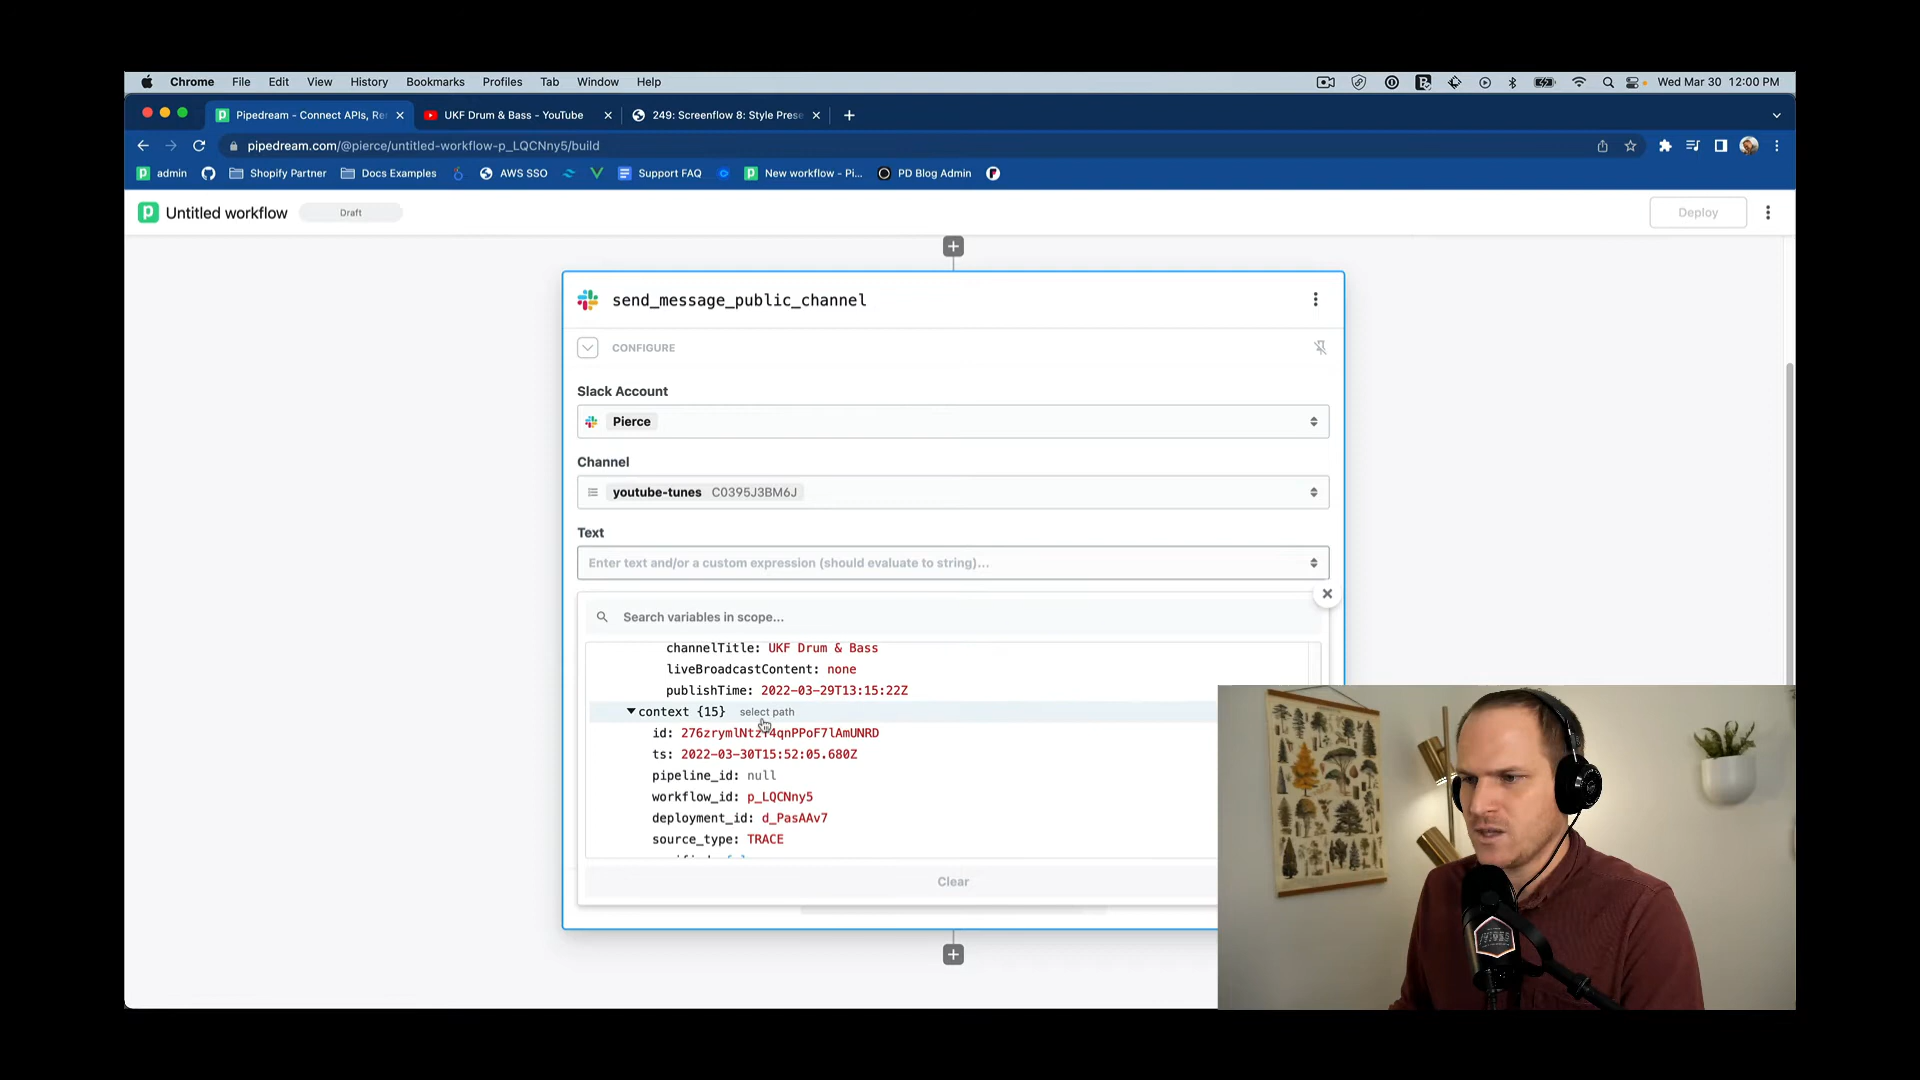 Chrome File Edit View History Bookmarks Profiles Tab Window Help Wed Mar 30 12:00 PM
Pipedream - Connect APIs, Re UKF Drum & Bass - YouTube 249: Screenflow 8: Style Prese
pipedream.com/@pierce/untitled-workflow-p_LQCNny5/build
admin Shopify Partner Docs Examples AWS SSO Support FAQ New workflow - Pi... PD Blog Admin
Untitled workflow Draft Deploy
send_message_public_channel
CONFIGURE
Slack Account
Pierce
Channel
youtube-tunes C0395J3BM6J
Text
Enter text and/or a custom expression (should evaluate to string)...
Search variables in scope...
channelTitle: UKF Drum & Bass
liveBroadcastContent: none
publishTime: 2022-03-29T13:15:22Z
context {15} select path
id: 276zrymlNtzY4qnPPoF7lAmUNRD
ts: 2022-03-30T15:52:05.680Z
pipeline_id: null
workflow_id: p_LQCNny5
deployment_id: d_PasAAv7
source_type: TRACE
Clear